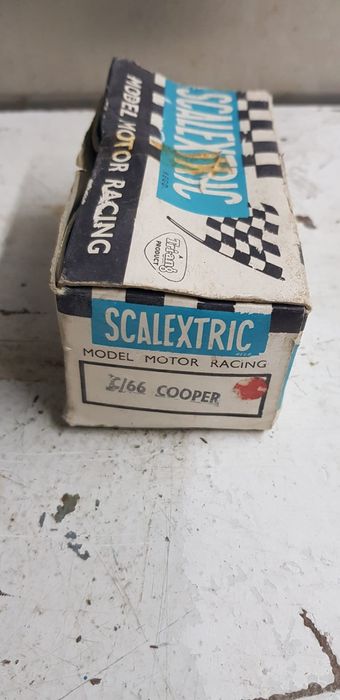 SCALEXTRIC
MODEL MOTOR RACING
A
Tri-ang
PRODUCT
SCALEXTRIC
MODEL MOTOR RACING
C/66 COOPER